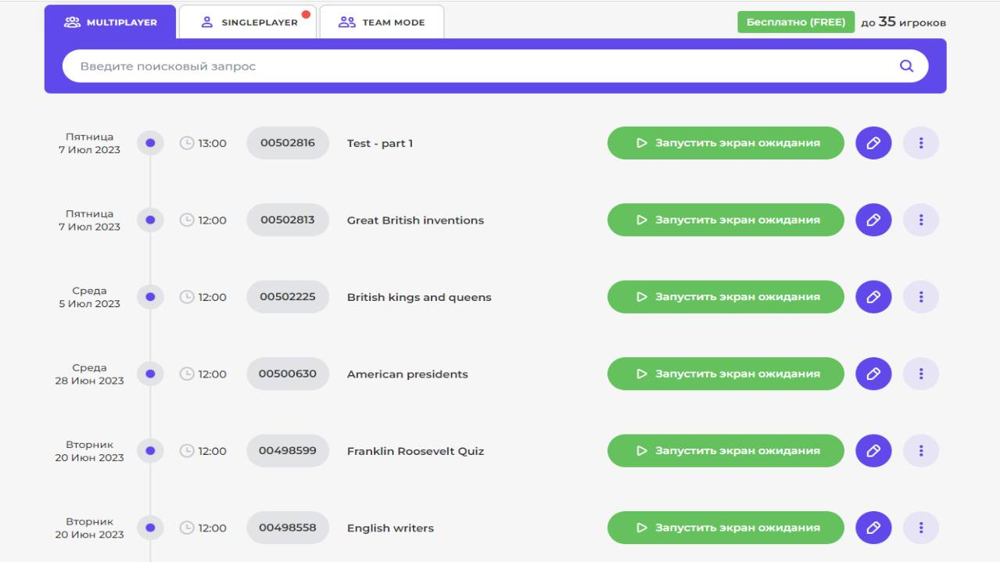 MULTIPLAYER
SINGLEPLAYER
TEAM MODE
Бесплатно (FREE) до 35 игроков
Введите поисковый запрос
Пятница
7 Июл 2023
13:00
00502816
Test - part 1
Запустить экран ожидания
Пятница
7 Июл 2023
12:00
00502813
Great British inventions
Запустить экран ожидания
Среда
5 Июл 2023
12:00
00502225
British kings and queens
Запустить экран ожидания
Среда
28 Июн 2023
12:00
00500630
American presidents
Запустить экран ожидания
Вторник
20 Июн 2023
12:00
00498599
Franklin Roosevelt Quiz
Запустить экран ожидания
Вторник
20 Июн 2023
12:00
00498558
English writers
Запустить экран ожидания